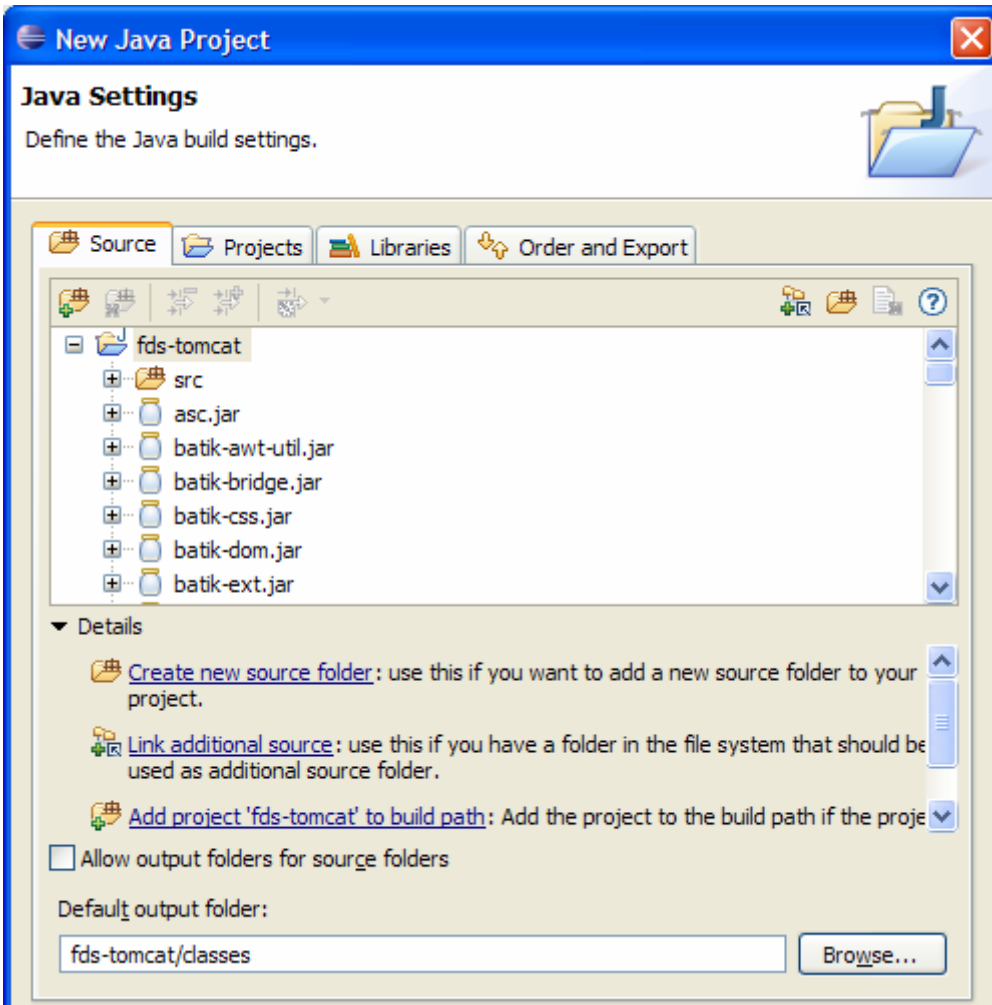 New Java Project
Java Settings
Define the Java build settings.
Source Projects Libraries Order and Export
fds-tomcat
src
asc.jar
batik-awt-util.jar
batik-bridge.jar
batik-css.jar
batik-dom.jar
batik-ext.jar
Details
Create new source folder: use this if you want to add a new source folder to your
project.
Link additional source: use this if you have a folder in the file system that should be
used as additional source folder.
Add project 'fds-tomcat' to build path: Add the project to the build path if the proje
Allow output folders for source folders
Default output folder:
fds-tomcat/classes Browse...